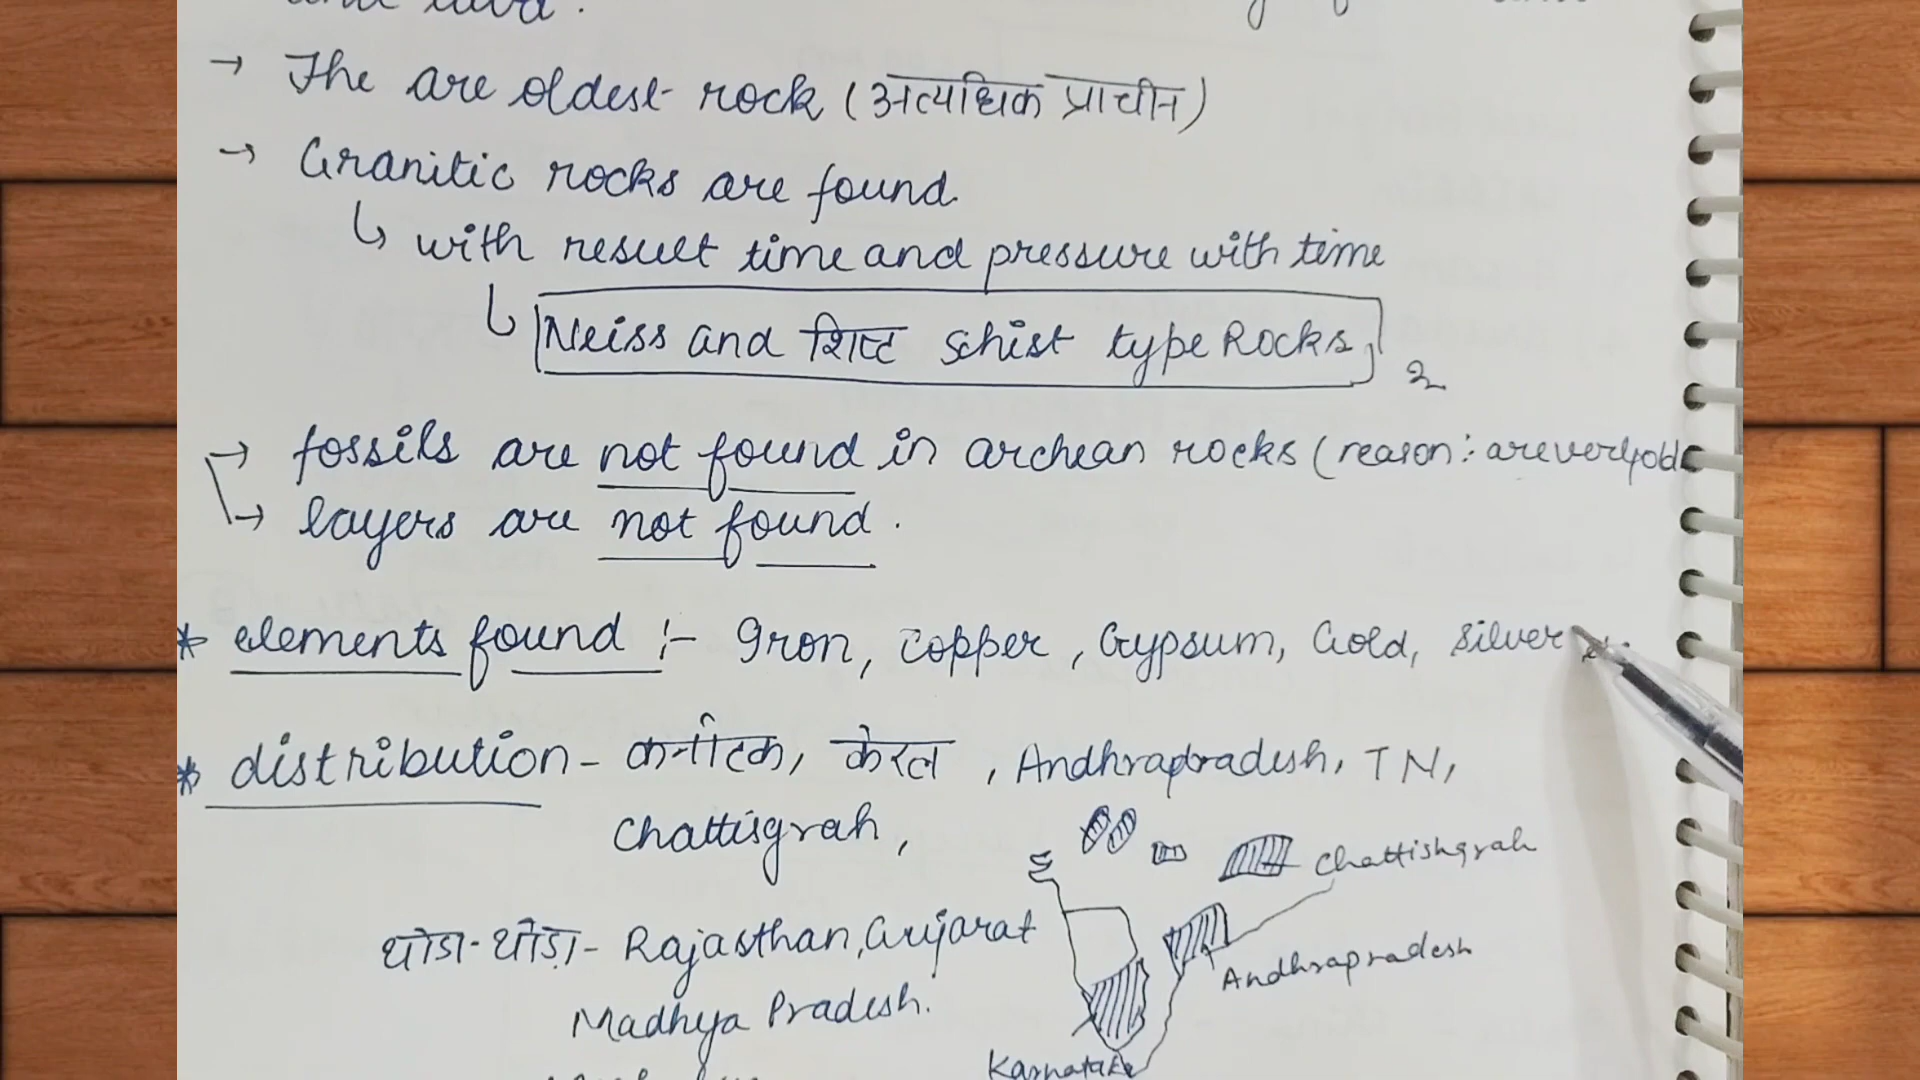 and lava.
→ The are oldest rock (अत्यधिक प्राचीन)
→ Granitic rocks are found
↳ with result time and pressure with time
↳ Neiss and शिष्ट schist type Rocks,
→ fossils are not found in archean rocks (reason: are very old
→ layers are not found.
* elements found :- Iron, Copper, Gypsum, Gold, Silver
* distribution - कर्नाटक, केरल, Andhrapradesh, TN,
Chattisgrah,
थोडा-थोड़ा - Rajasthan, Gujarat
Madhya Pradesh.
Chattishgrah
Andhrapradesh
Karnataka